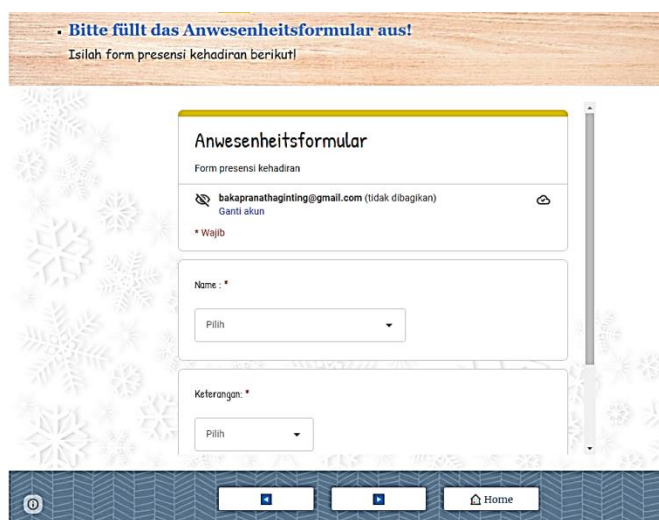 Bitte füllt das Anwesenheitsformular aus!
Isilah form presensi kehadiran berikut!
Anwesenheitsformular
Form presensi kehadiran
bakapranathaginting@gmail.com (tidak dibagikan)
Ganti akun
* Wajib
Name : *
Pilih
Keterangan: *
Pilih
Home